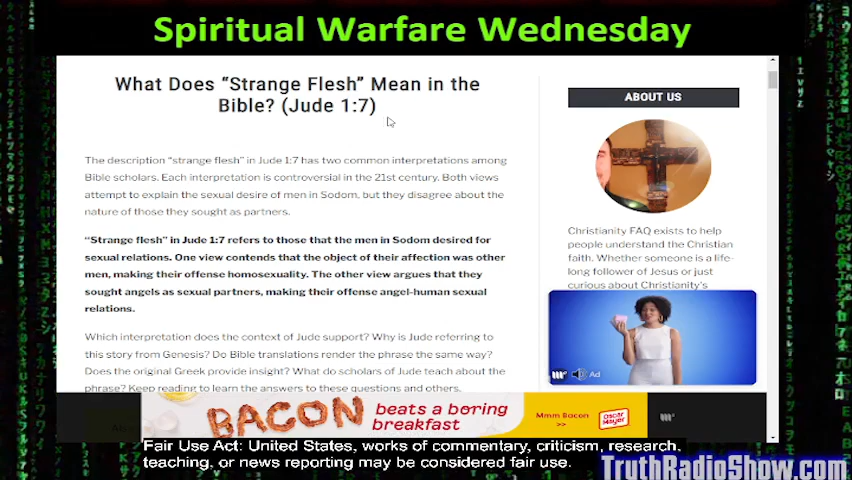 Spiritual Warfare Wednesday
What Does “Strange Flesh” Mean in the
Bible? (Jude 1:7)
The description “strange flesh” in Jude 1:7 has two common interpretations among
Bible scholars. Each interpretation is controversial in the 21st century. Both views
attempt to explain the sexual desire of men in Sodom, but they disagree about the
nature of those they sought as partners.
“Strange flesh” in Jude 1:7 refers to those that the men in Sodom desired for
sexual relations. One view contends that the object of their affection was other
men, making their offense homosexuality. The other view argues that they
sought angels as sexual partners, making their offense angel-human sexual
relations.
Which interpretation does the context of Jude support? Why is Jude referring to
this story from Genesis? Do Bible translations render the phrase the same way?
Does the original Greek provide insight? What do scholars of Jude teach about the
phrase? Keep reading to learn the answers to these questions and others.
ABOUT US
Christianity FAQ exists to help
people understand the Christian
faith. Whether someone is a life-
long follower of Jesus or just
curious about Christianity's
Ad
BACON
beats a boring
breakfast
Mmm Bacon
>>
Oscar
Mayer
Fair Use Act: United States, works of commentary, criticism, research,
teaching, or news reporting may be considered fair use.
TruthRadioShow.com